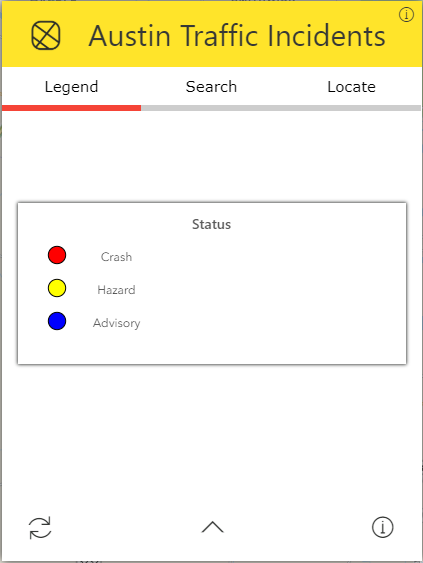 Austin Traffic Incidents
Legend Search Locate
Status
Crash
Hazard
Advisory